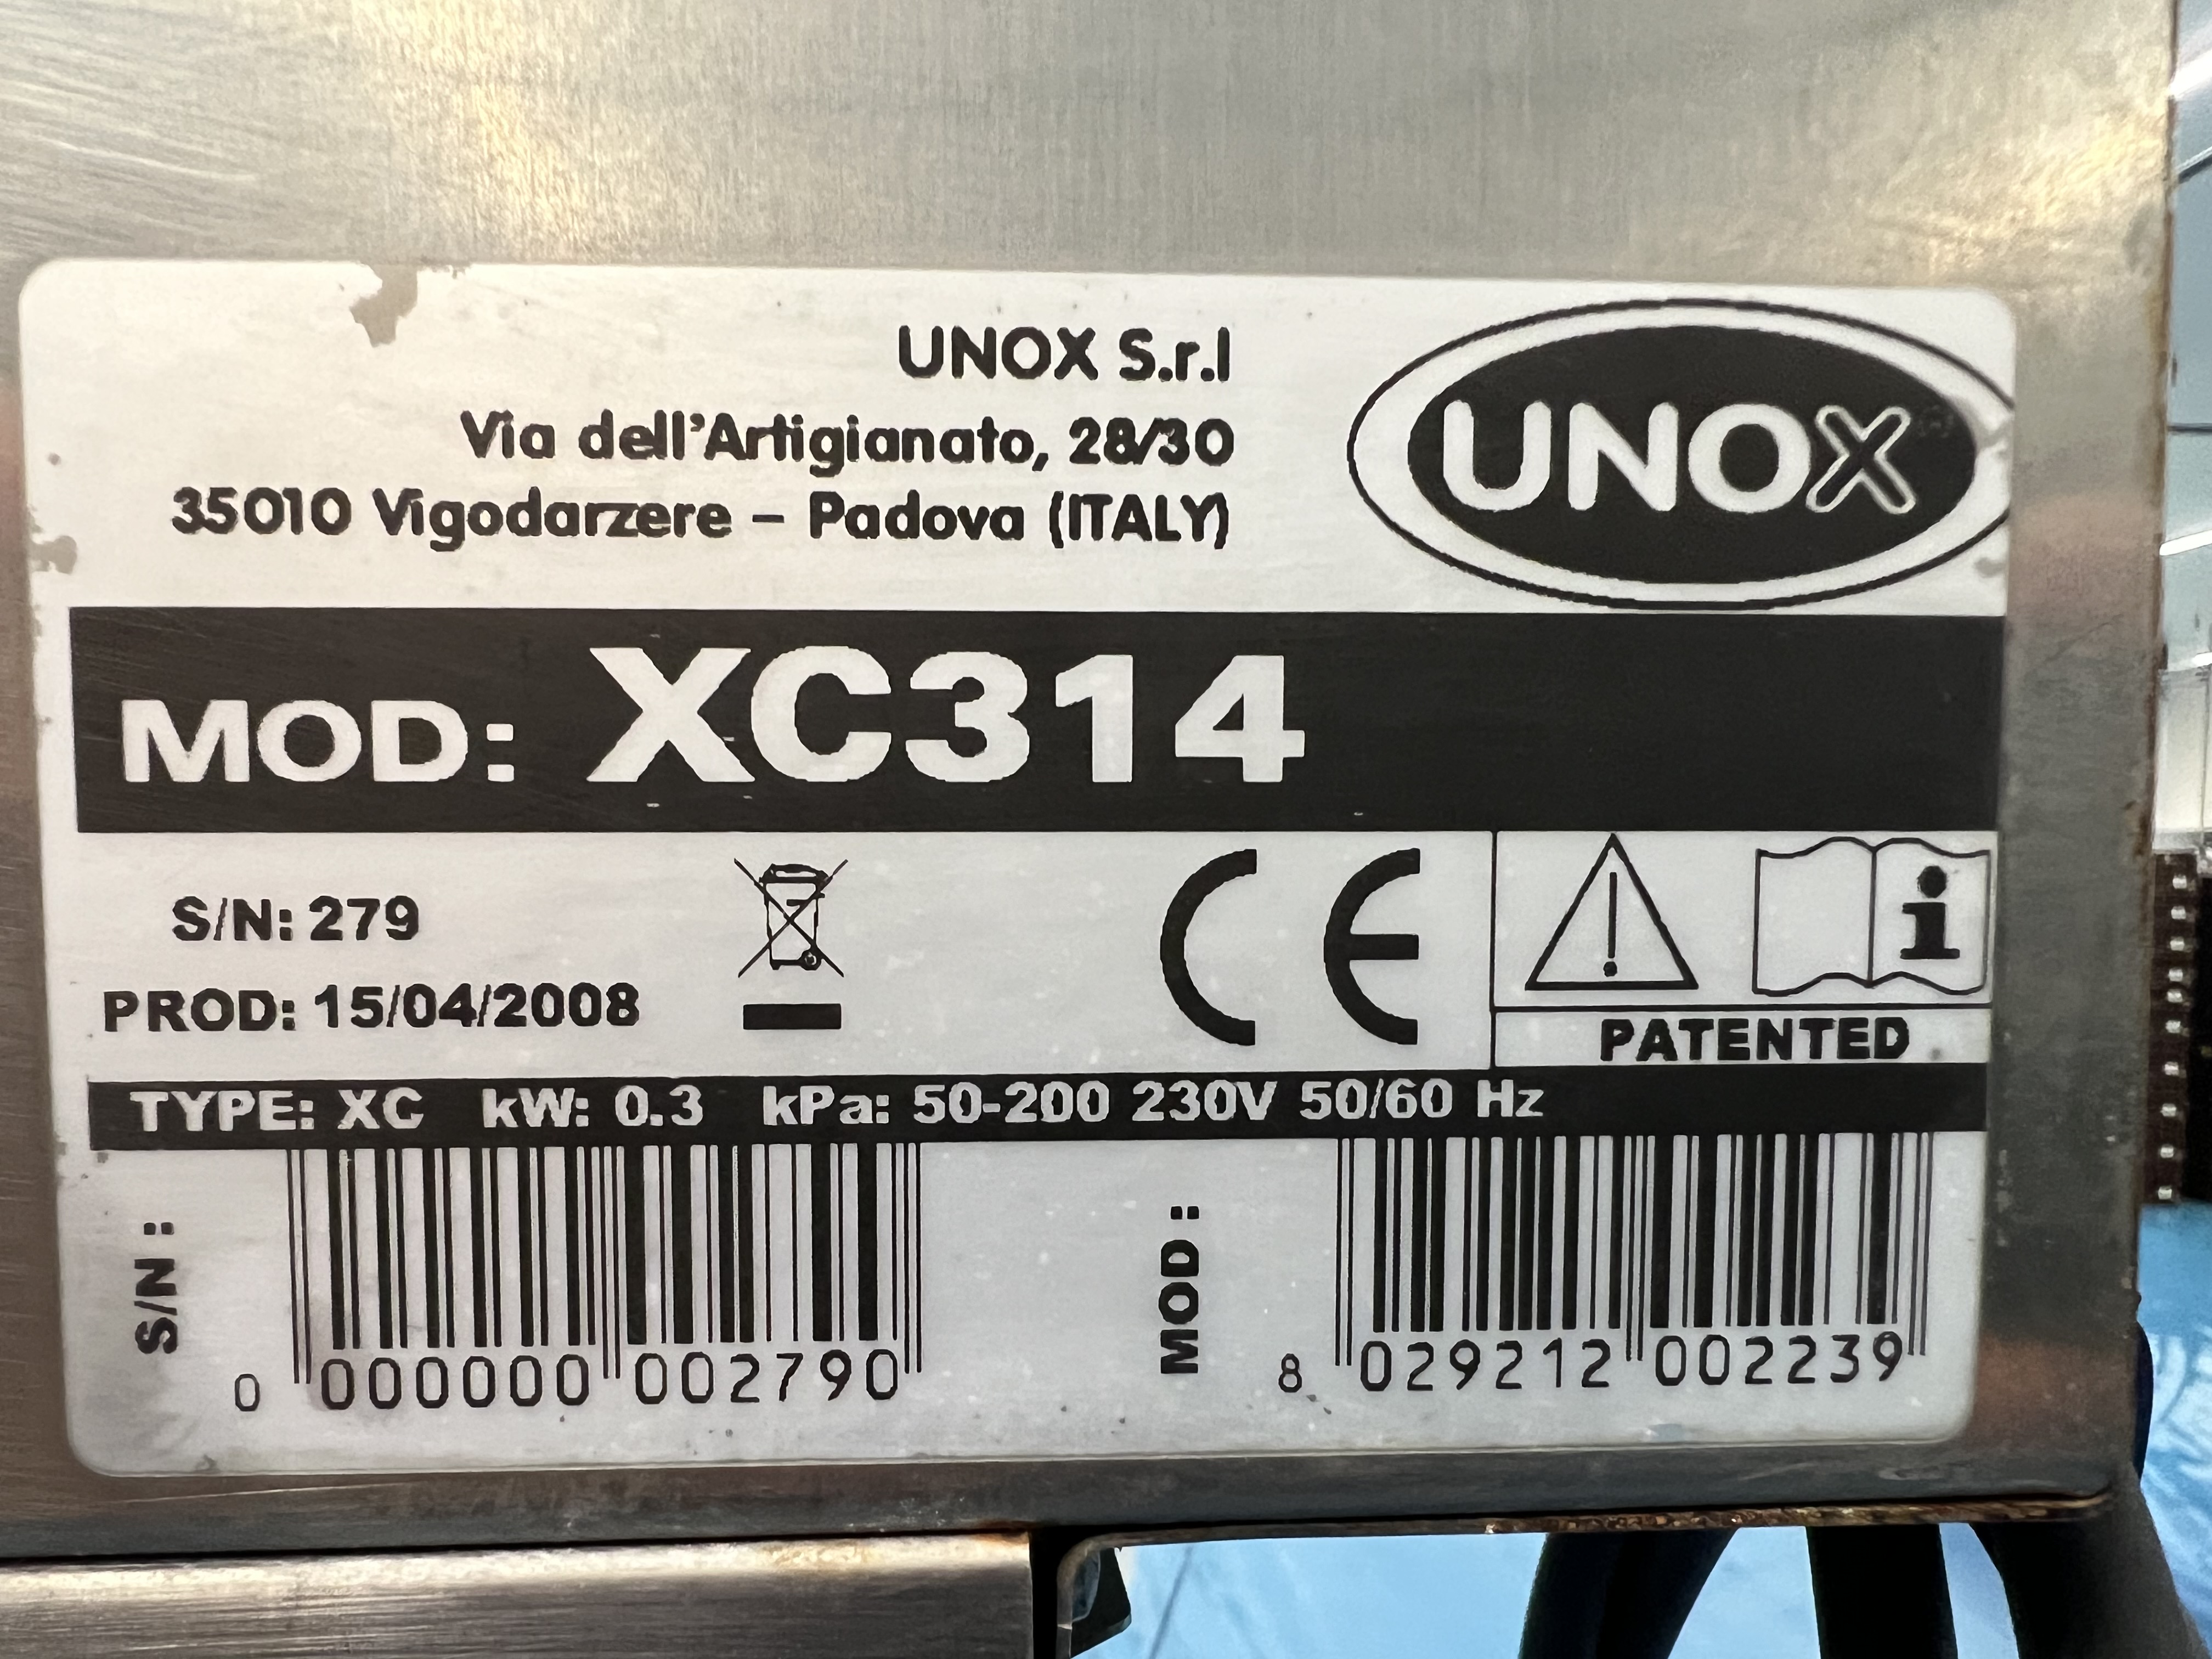 UNOX S.r.l
Via dell'Artigianato, 28/30
35010 Vigodarzere – Padova (ITALY)
UNOX
MOD: XC314
S/N: 279
PROD: 15/04/2008
CE
PATENTED
TYPE: XC kW: 0.3 kPa: 50-200 230V 50/60 Hz
S/N:
0 000000 002790
MOD:
8 029212 002239